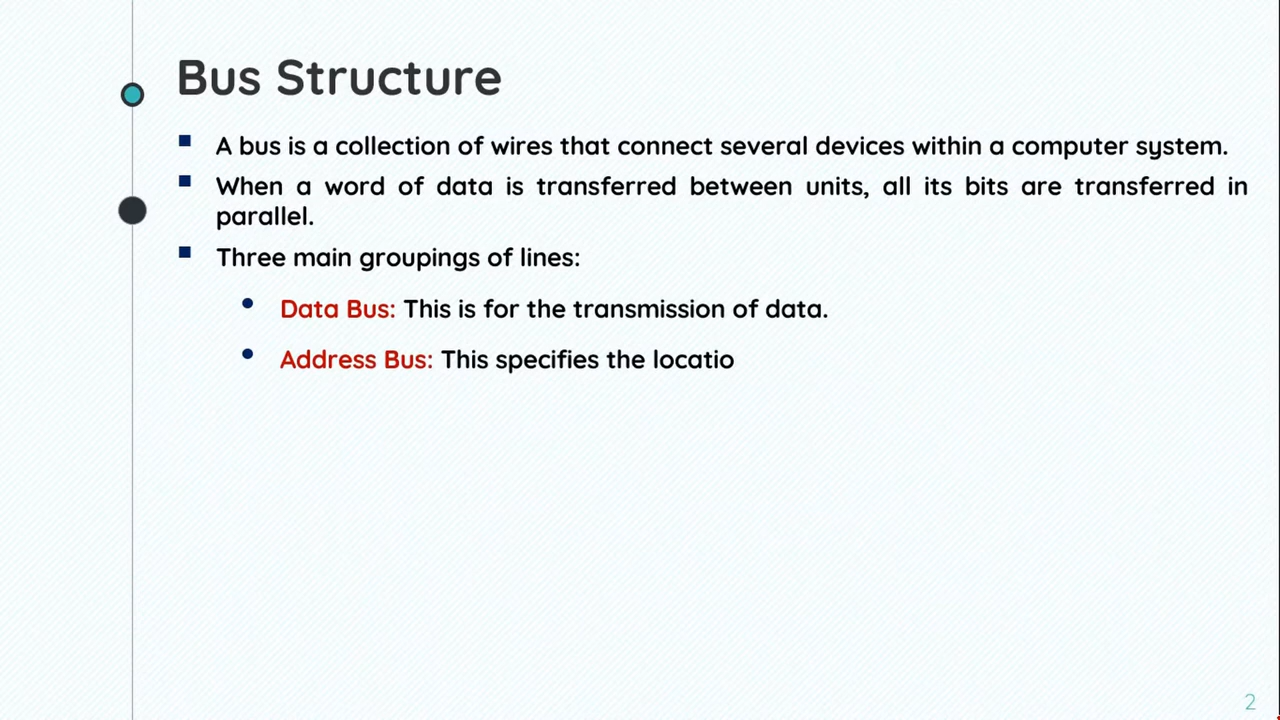 Bus Structure
A bus is a collection of wires that connect several devices within a computer system.
When a word of data is transferred between units, all its bits are transferred in
parallel.
Three main groupings of lines:
Data Bus: This is for the transmission of data.
Address Bus: This specifies the locatio
2